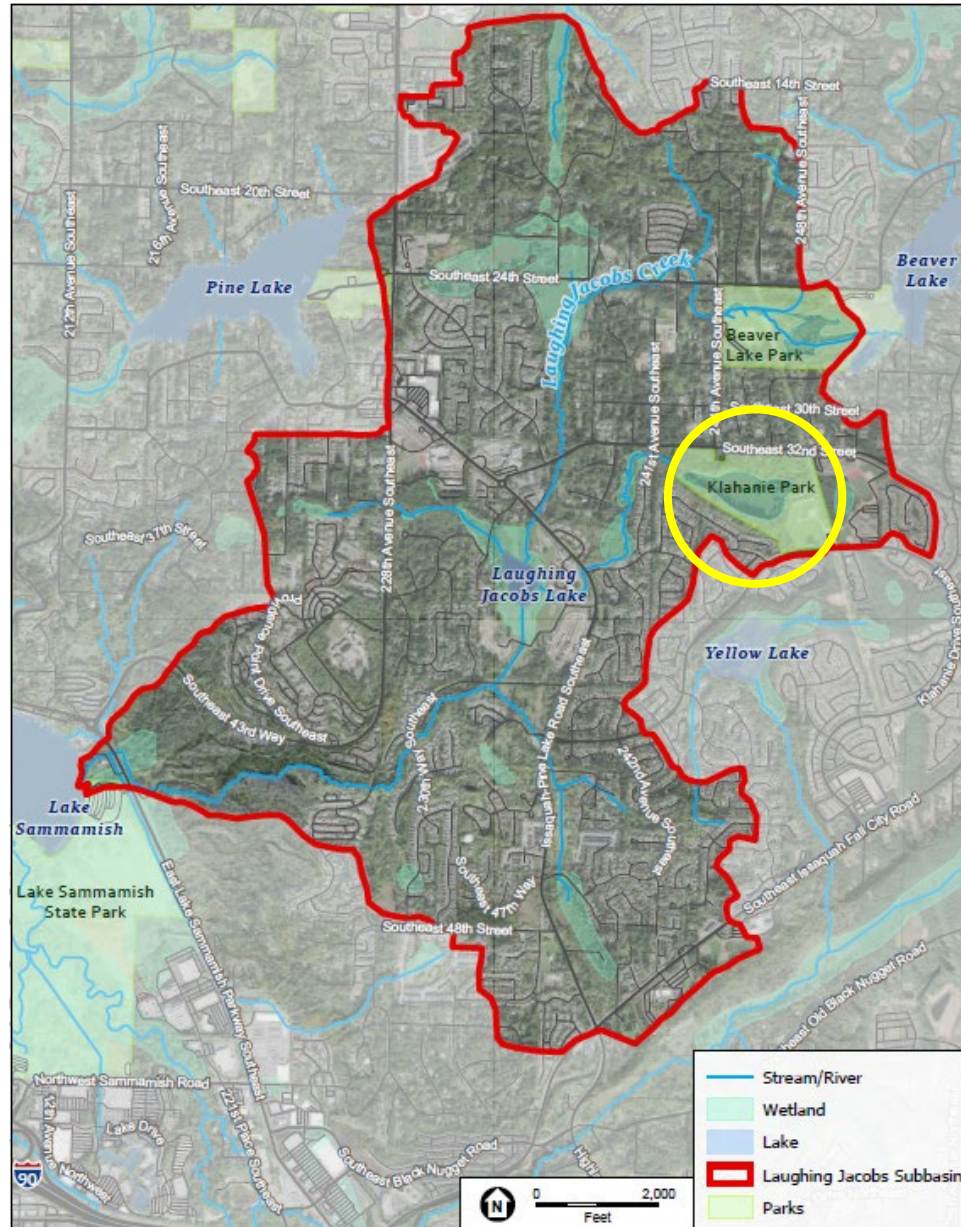 Southeast 14th Street
248th Avenue Southeast
216th Avenue Southeast
Southeast 20th Street
212th Avenue Southeast
Beaver
Lake
Pine Lake
Southeast 24th Street
Laughing Jacobs Creek
Avenue Southeast
Beaver
Lake Park
Southeast 30th Street
241st Avenue Southeast
Southeast 32nd Street
Klahanie Park
228th Avenue Southeast
Southeast 37th Street
Laughing
Jacobs Lake
Providence Point Drive Southeast
Yellow Lake
Klahanie Drive Southeast
Southeast 43rd Way
230th Way Southeast
Issaquah-Pine Lake Road Southeast
242nd Avenue Southeast
Lake
Sammamish
Southeast 47th Way
Southeast Issaquah Fall City Road
Lake Sammamish
State Park
East Lake Sammamish Parkway Southeast
Southeast 48th Street
Old Black Nugget Road
Northwest Sammamish Road
221st Place Southeast
12th Avenue Northwest
Lake Drive
Southeast Black Nugget Road
High
90
N
0 2,000
Feet
Stream/River
Wetland
Lake
Laughing Jacobs Subbasin
Parks